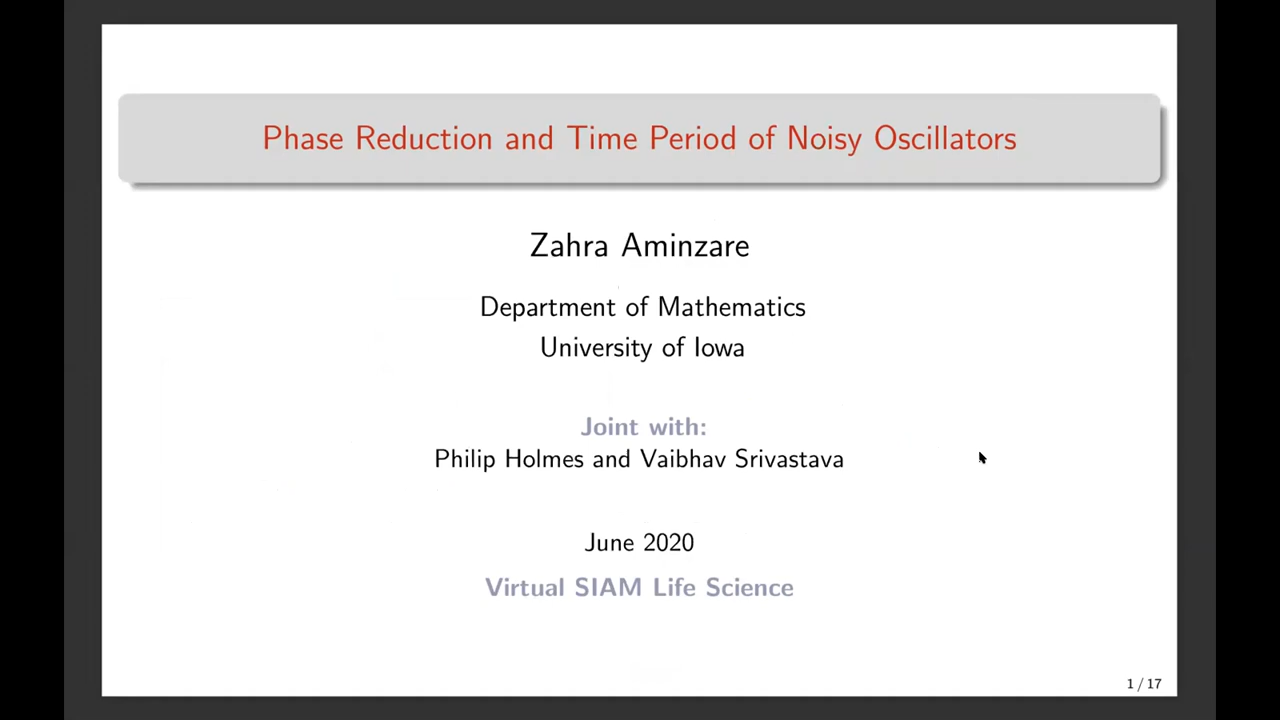 Phase Reduction and Time Period of Noisy Oscillators
Zahra Aminzare
Department of Mathematics
University of Iowa
Joint with:
Philip Holmes and Vaibhav Srivastava
June 2020
Virtual SIAM Life Science
1 / 17